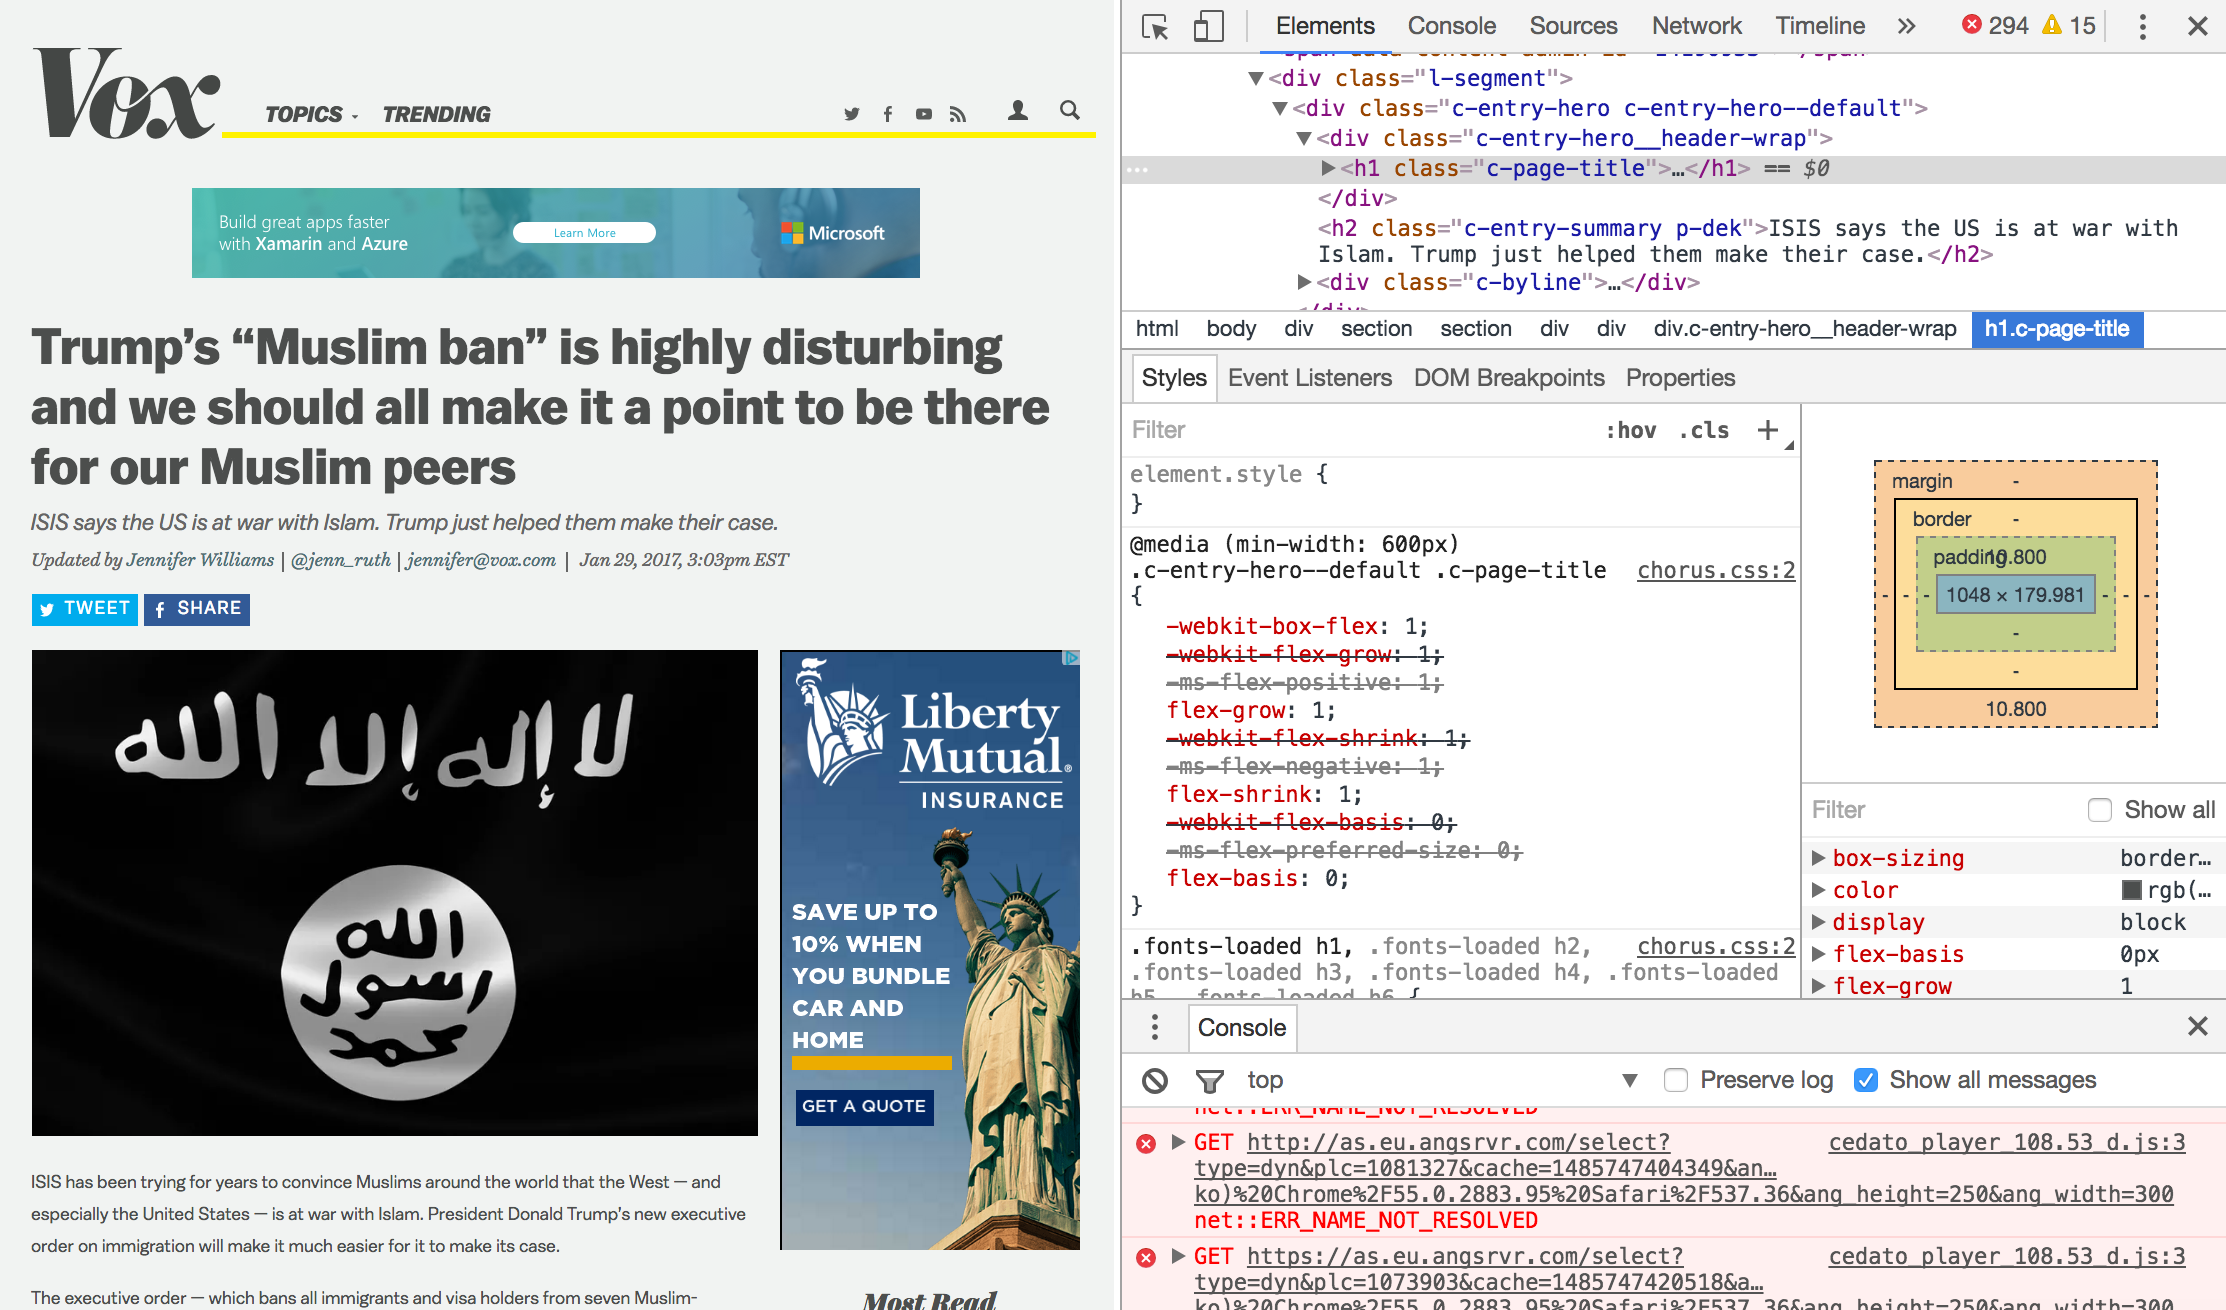 Vox
TOPICS
TRENDING
Build great apps faster
with Xamarin and Azure
Learn More
Microsoft
Trump’s “Muslim ban” is highly disturbing
and we should all make it a point to be there
for our Muslim peers
ISIS says the US is at war with Islam. Trump just helped them make their case.
Updated by Jennifer Williams | @jenn_ruth | jennifer@vox.com | Jan 29, 2017, 3:03pm EST
TWEET
SHARE
لا إله إلا الله
الله
رسول
محمد
Liberty
Mutual®
INSURANCE
SAVE UP TO
10% WHEN
YOU BUNDLE
CAR AND
HOME
GET A QUOTE
ISIS has been trying for years to convince Muslims around the world that the West — and
especially the United States — is at war with Islam. President Donald Trump’s new executive
order on immigration will make it much easier for it to make its case.
The executive order — which bans all immigrants and visa holders from seven Muslim-
Most Read
Elements Console Sources Network Timeline » 294 15
<div class="l-segment">
<div class="c-entry-hero c-entry-hero--default">
<div class="c-entry-hero__header-wrap">
<h1 class="c-page-title">…</h1> == $0
</div>
<h2 class="c-entry-summary p-dek">ISIS says the US is at war with
Islam. Trump just helped them make their case.</h2>
<div class="c-byline">…</div>
</div>
html body div section section div div div.c-entry-hero__header-wrap h1.c-page-title
Styles Event Listeners DOM Breakpoints Properties
Filter :hov .cls +
element.style {
}
@media (min-width: 600px)
.c-entry-hero--default .c-page-title chorus.css:2
{
-webkit-box-flex: 1;
-webkit-flex-grow: 1;
-ms-flex-positive: 1;
flex-grow: 1;
-webkit-flex-shrink: 1;
-ms-flex-negative: 1;
flex-shrink: 1;
-webkit-flex-basis: 0;
-ms-flex-preferred-size: 0;
flex-basis: 0;
}
.fonts-loaded h1, .fonts-loaded h2, chorus.css:2
.fonts-loaded h3, .fonts-loaded h4, .fonts-loaded
h5, .fonts-loaded h6 {
margin -
border -
padding 10.800
- - - 1048 × 179.981 - - -
-
-
10.800
Filter Show all
box-sizing border…
color rgb(…
display block
flex-basis 0px
flex-grow 1
Console
top Preserve log Show all messages
net::ERR_NAME_NOT_RESOLVED
GET http://as.eu.angsrvr.com/select? cedato_player_108.53_d.js:3
type=dyn&plc=1081327&cache=1485747404349&an…
ko)%20Chrome%2F55.0.2883.95%20Safari%2F537.36&ang_height=250&ang_width=300
net::ERR_NAME_NOT_RESOLVED
GET https://as.eu.angsrvr.com/select? cedato_player_108.53_d.js:3
type=dyn&plc=1073903&cache=1485747420518&a…
ko)%20Chrome%2F55.0.2883.95%20Safari%2F537.36&ang_height=250&ang_width=300